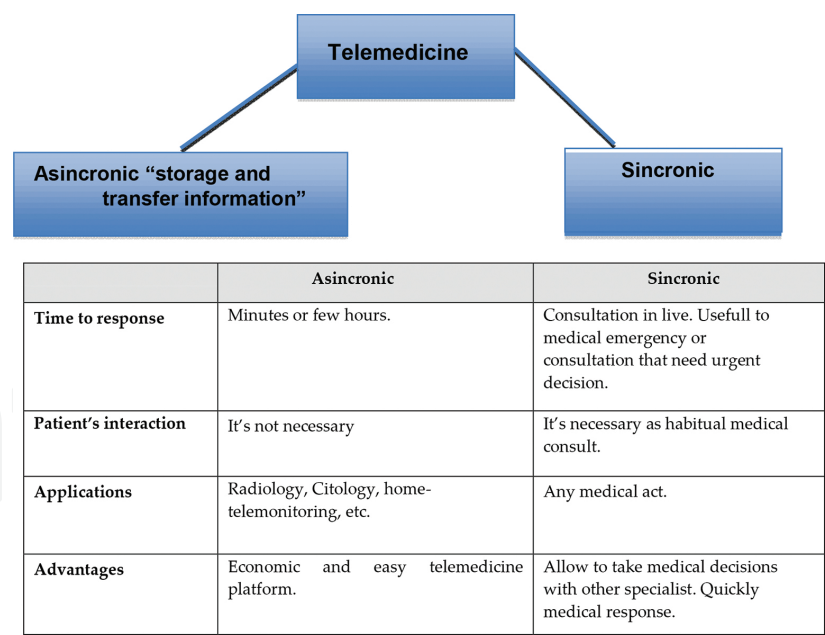 Telemedicine
Asincronic “storage and
transfer information”
Sincronic
Asincronic
Sincronic
Time to response
Minutes or few hours.
Consultation in live. Usefull to
medical emergency or
consultation that need urgent
decision.
Patient’s interaction
It’s not necessary
It’s necessary as habitual medical
consult.
Applications
Radiology, Citology, home-
telemonitoring, etc.
Any medical act.
Advantages
Economic and easy telemedicine
platform.
Allow to take medical decisions
with other specialist. Quickly
medical response.